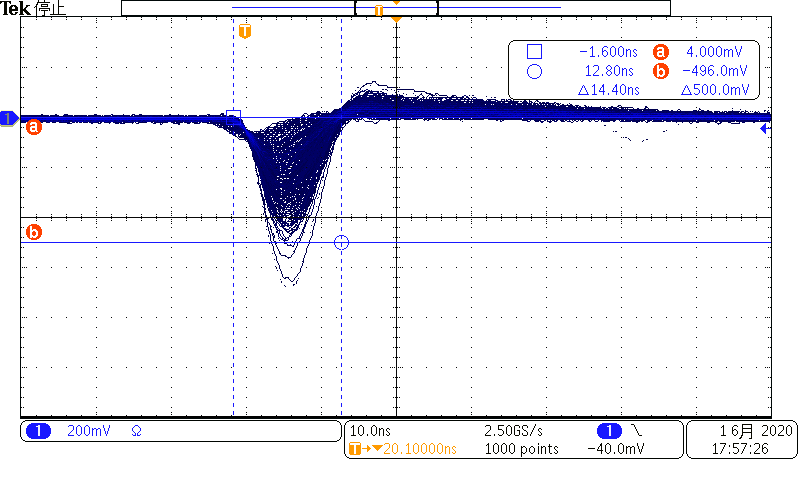 Tek 停止
T
T
−1.600ns a 4.000mV
12.80ns b −496.0mV
Δ14.40ns Δ500.0mV
1
a
b
1 200mV Ω
10.0ns 2.50GS/s 1
T→▼20.10000ns 1000 points −40.0mV
1 6月 2020
17:57:26